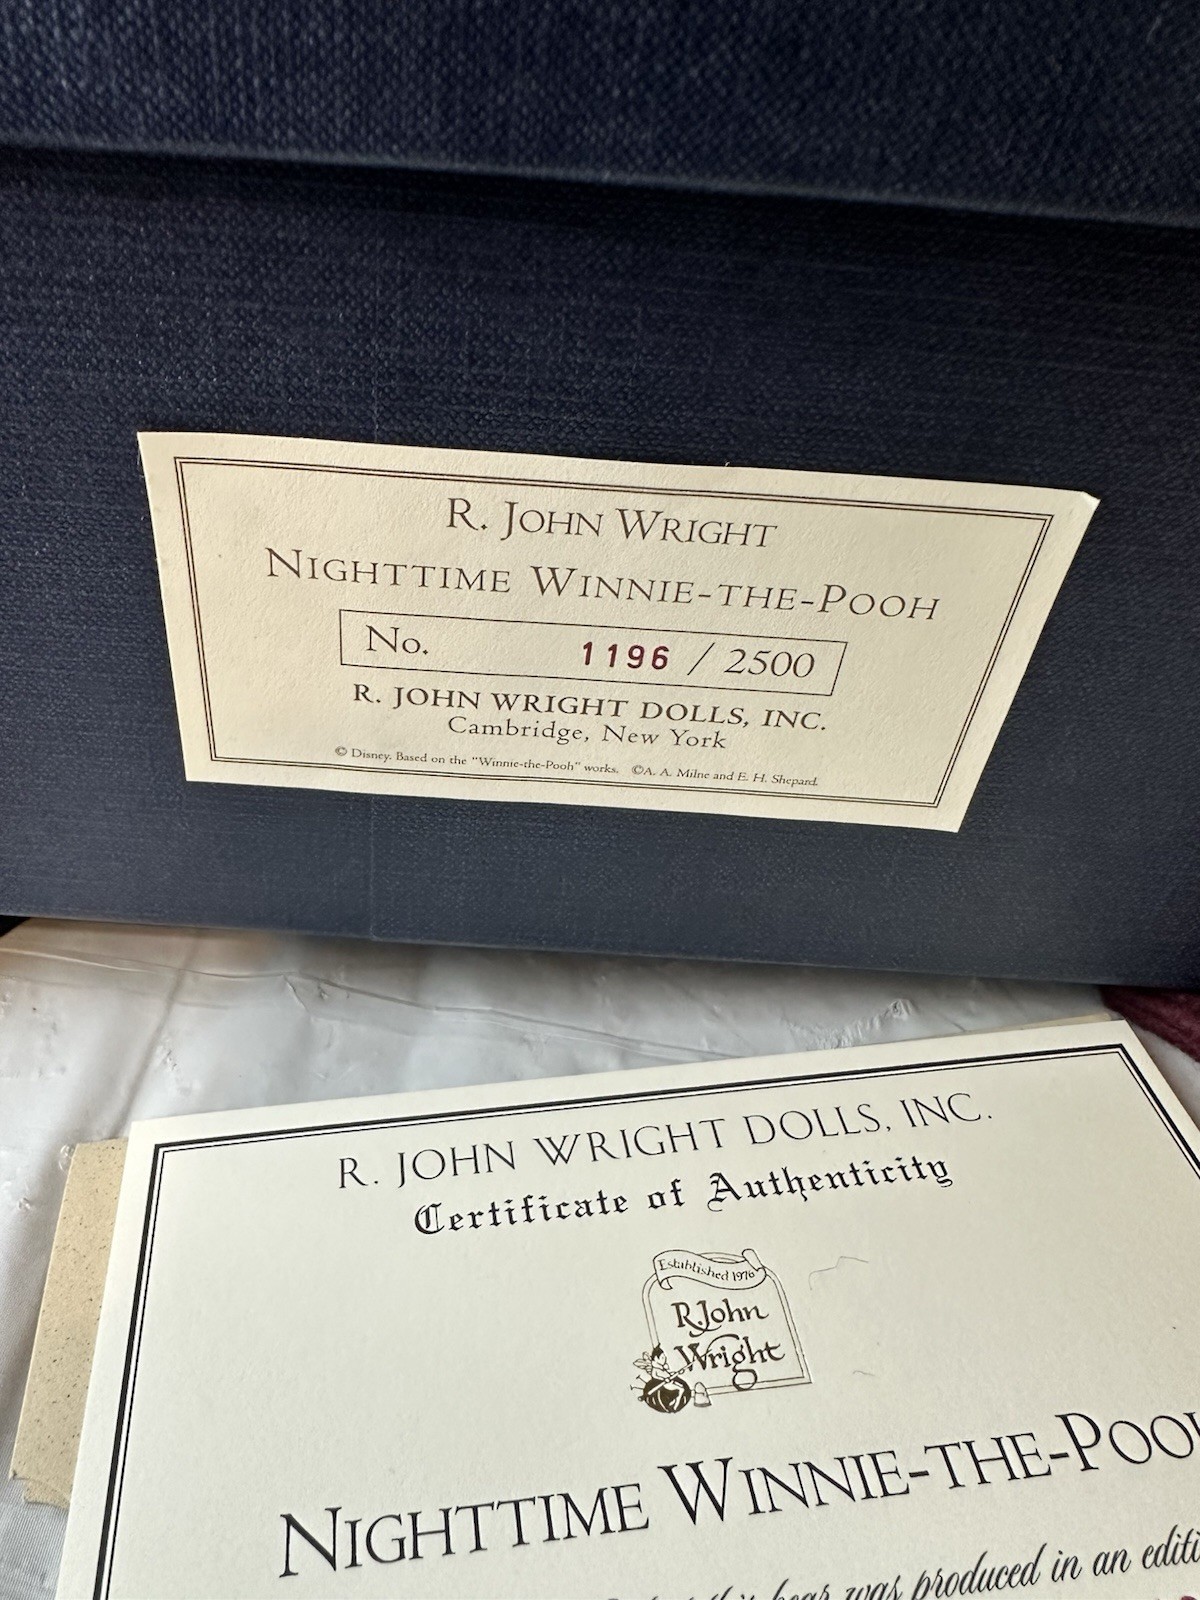 R. JOHN WRIGHT
NIGHTTIME WINNIE-THE-POOH
No. 1196 / 2500
R. JOHN WRIGHT DOLLS, INC.
Cambridge, New York
© Disney. Based on the "Winnie-the-Pooh" works. ©A. A. Milne and E. H. Shepard.
R. JOHN WRIGHT DOLLS, INC.
Certificate of Authenticity
Established 1976
R. John
Wright
NIGHTTIME WINNIE-THE-POO
bear was produced in an editi